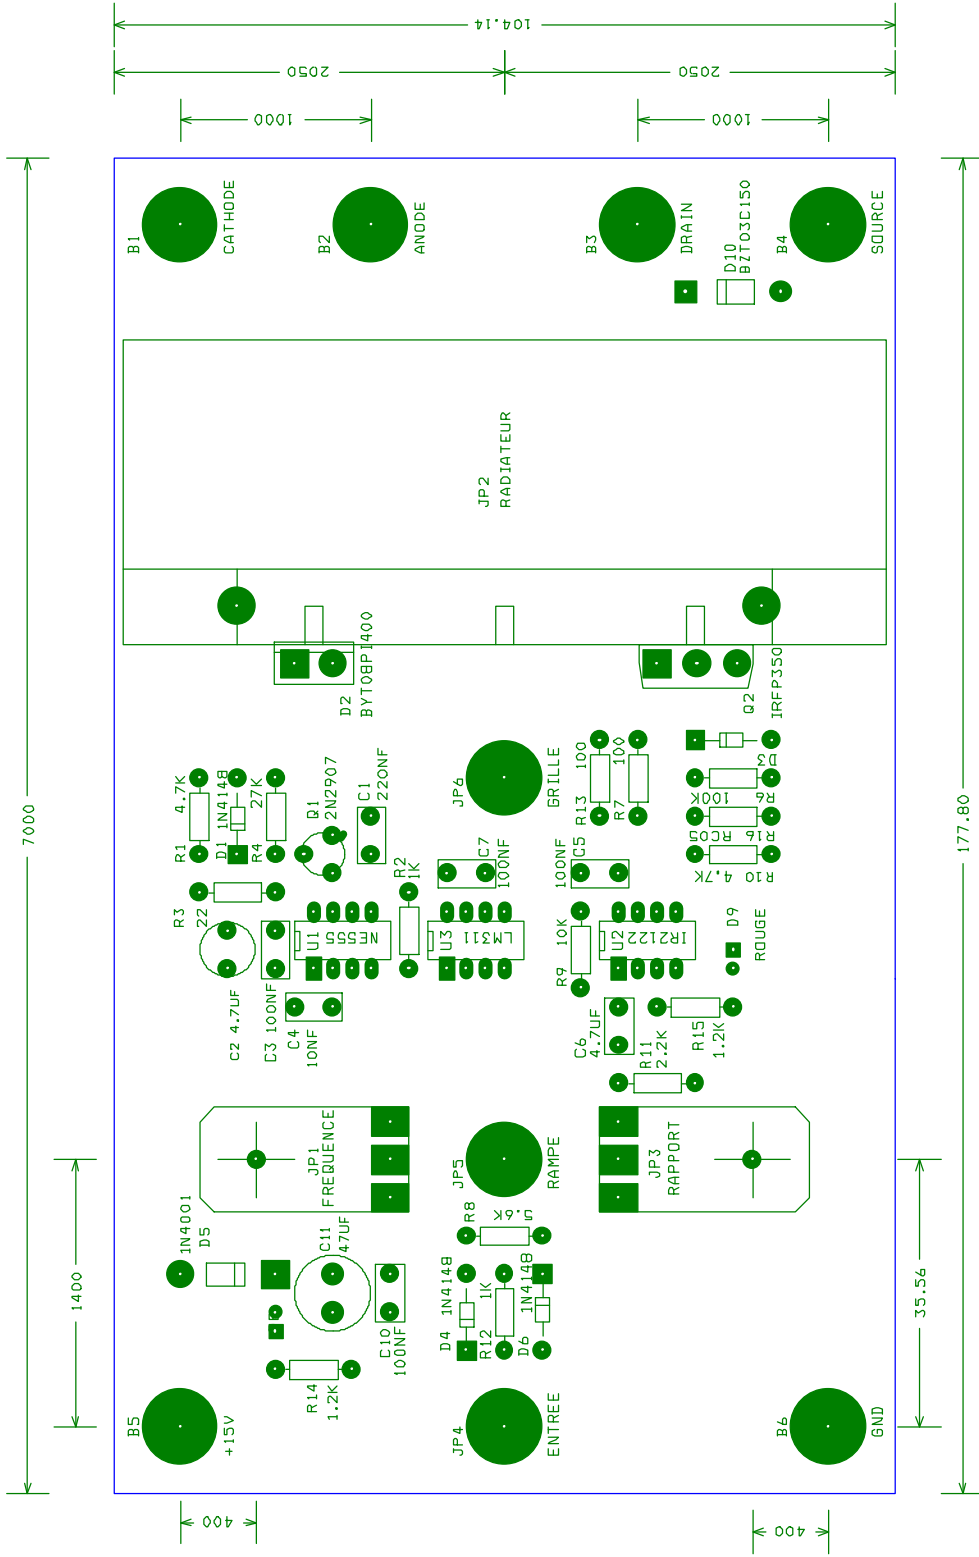 104.14
2050
2050
1000
1000
B1
CATHODE
B2
ANODE
B3
DRAIN
D10
BZT03C150
B4
SOURCE
JP2
RADIATEUR
D2
BYT08PI400
Q2
IRFP350
7000
177.80
R1
4.7K
D1 1N4148
R4
27K
Q1
2N2907
C1
220NF
JP6
GRILLE
R13
100
R7
100
D3
R6
100K
R16
RC05
R10 4.7K
R3
22
R2
1K
C7
100NF
C5
100NF
U1
NE555
U3
LM311
R9
10K
U2
IR2122
D9
ROUGE
C2 4.7UF
C3 100NF
C4
10NF
C6
4.7UF
R11
2.2K
R15
1.2K
JP1
FREQUENCE
JP5
RAMPE
JP3
RAPPORT
1N4001
D5
C11
47UF
R8
5.6K
1400
35.56
C10
100NF
D4
1N4148
R12
1K
D6
1N4148
R14
1.2K
B5
+15V
JP4
ENTREE
B6
GND
400
400